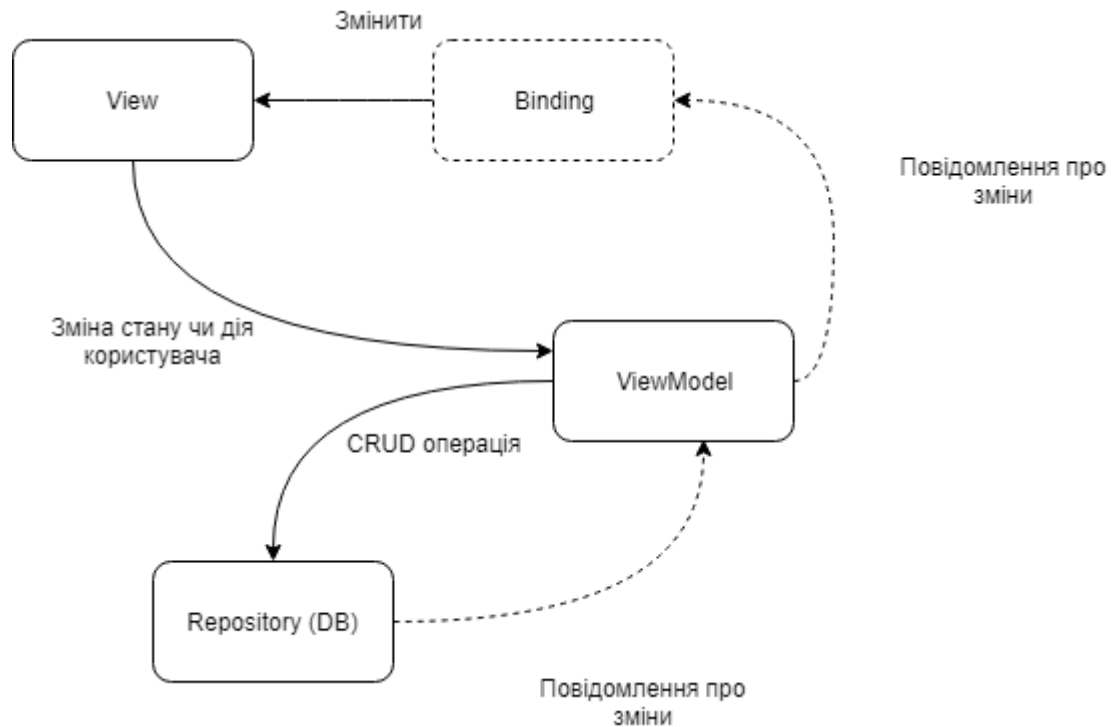 Змінити
View
Binding
Повідомлення про
зміни
Зміна стану чи дія
користувача
ViewModel
CRUD операція
Repository (DB)
Повідомлення про
зміни